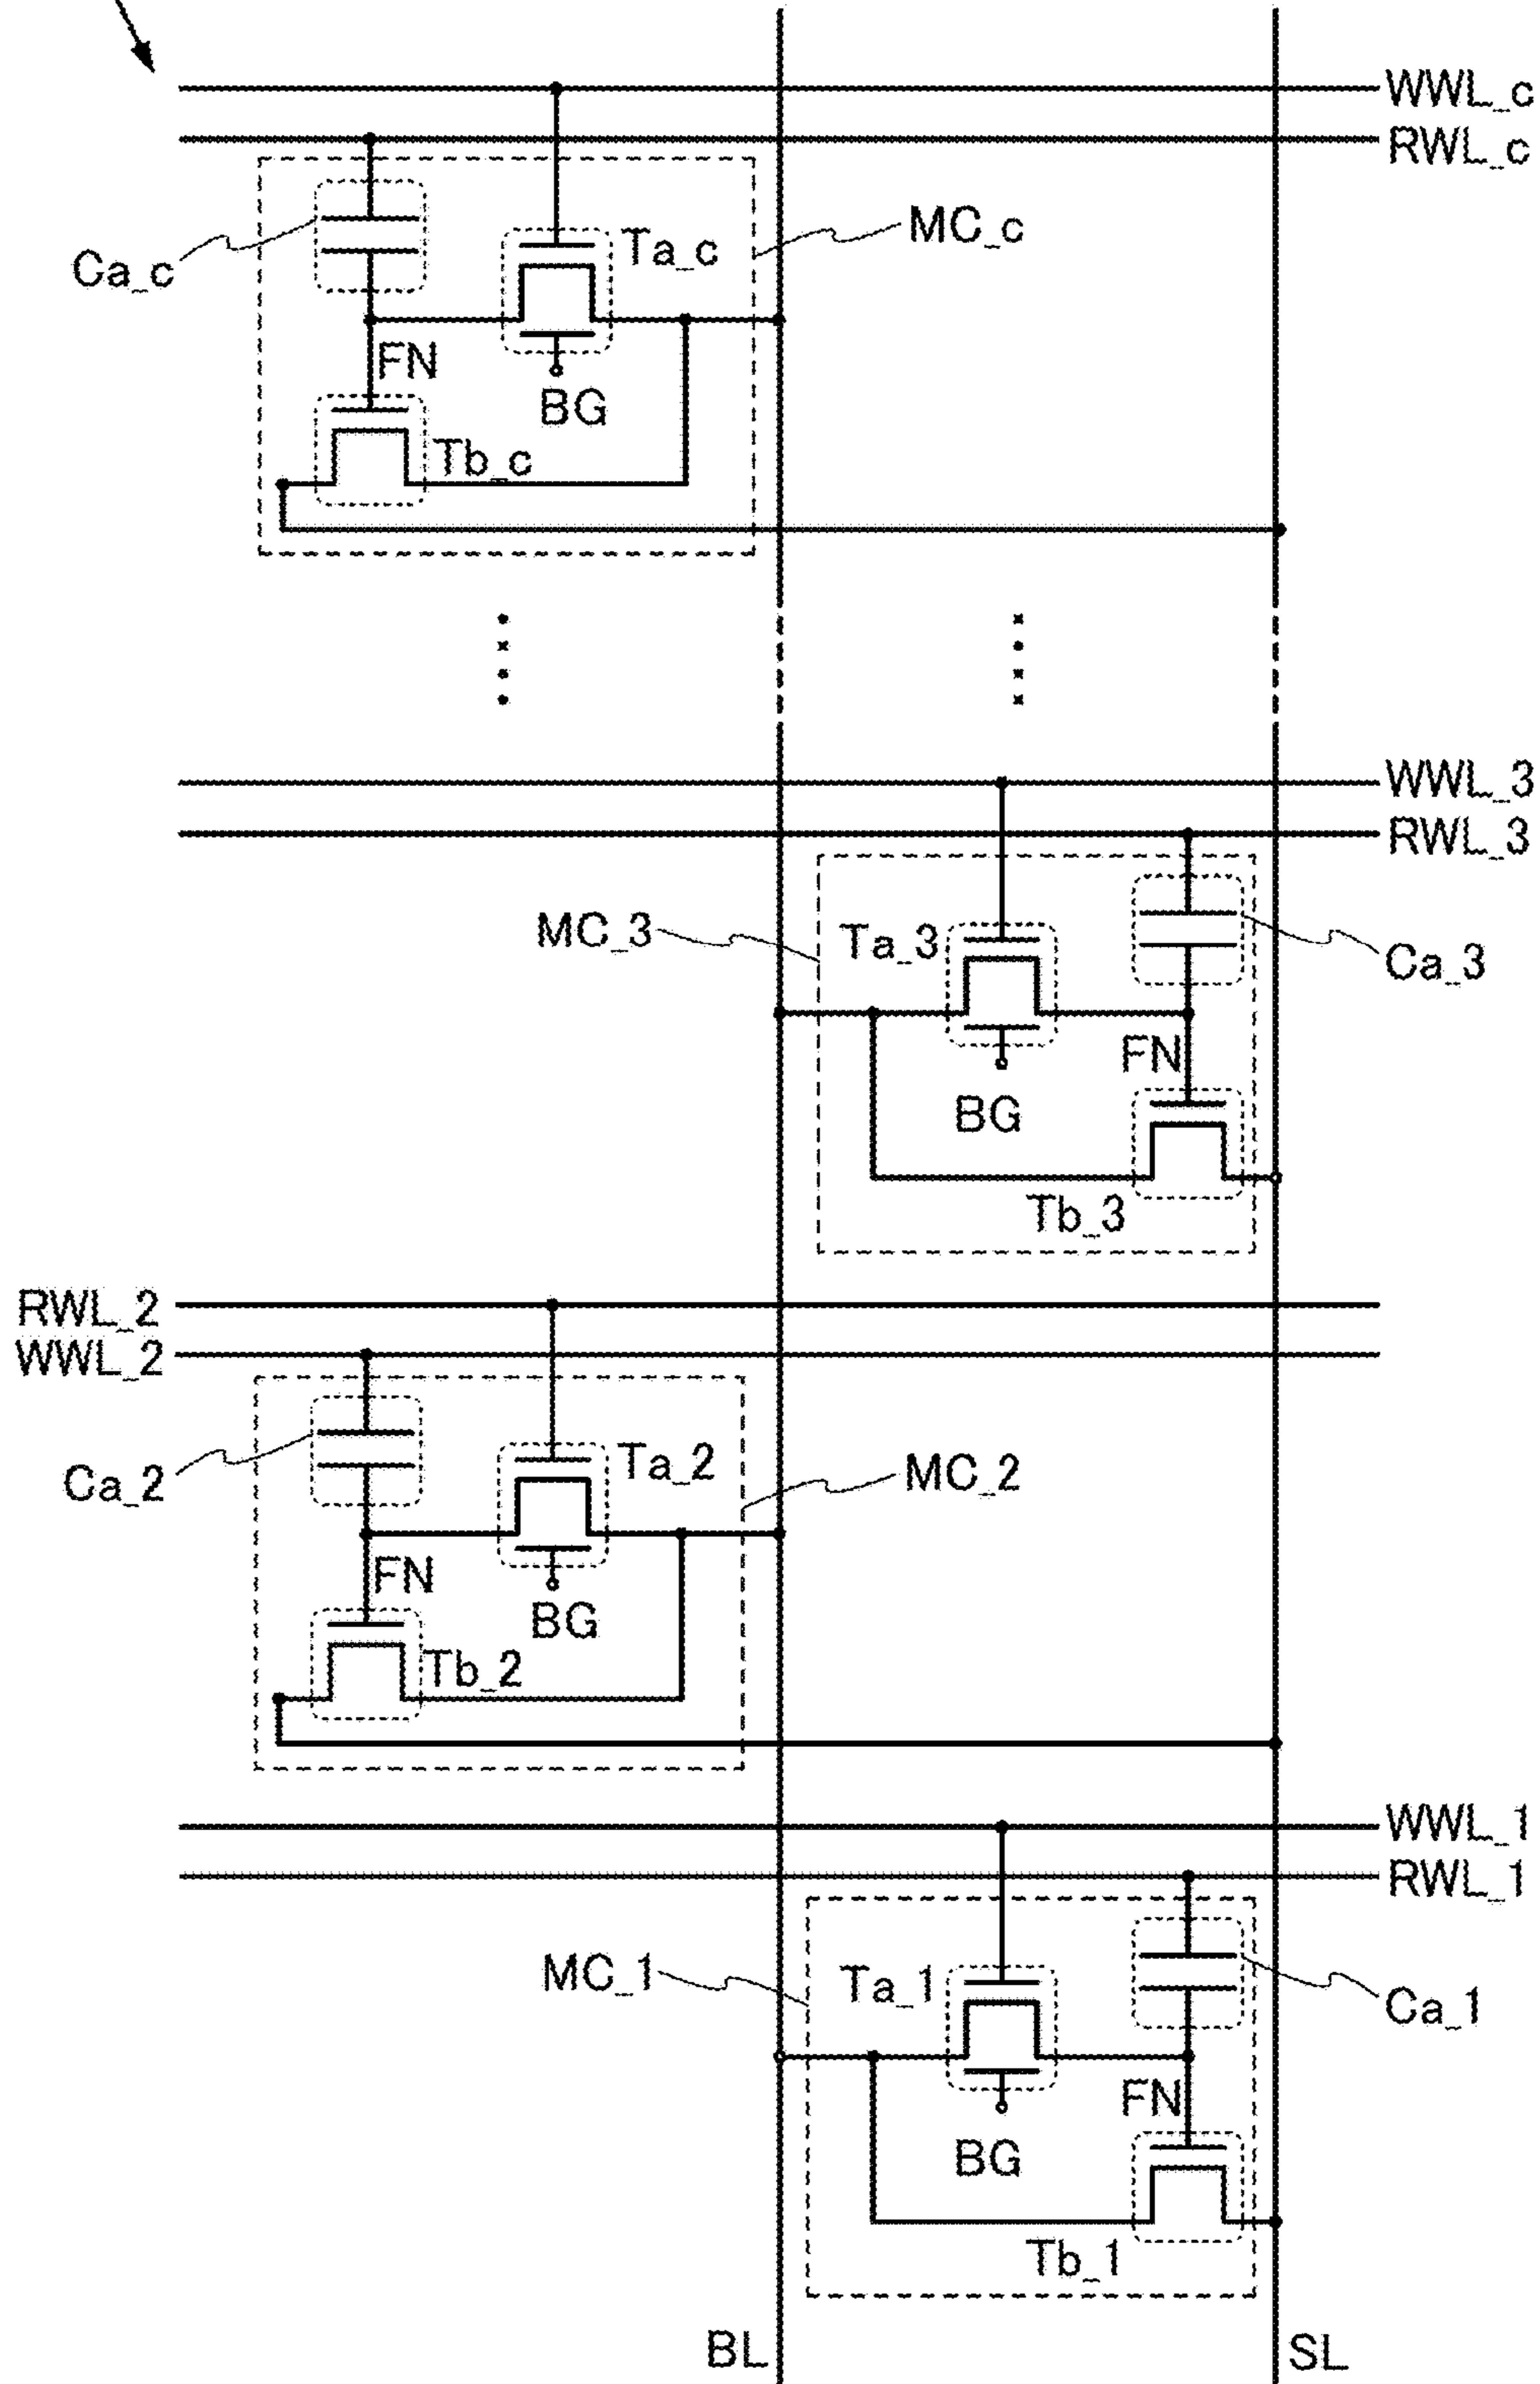 WWL_c
RWL_c
MC_c
Ta_c
Ca_c
FN
BG
Tb_c
WWL_3
RWL_3
MC_3
Ta_3
Ca_3
FN
BG
Tb_3
RWL_2
WWL_2
Ta_2
MC_2
Ca_2
FN
BG
Tb_2
WWL_1
RWL_1
MC_1
Ta_1
Ca_1
FN
BG
Tb_1
BL
SL